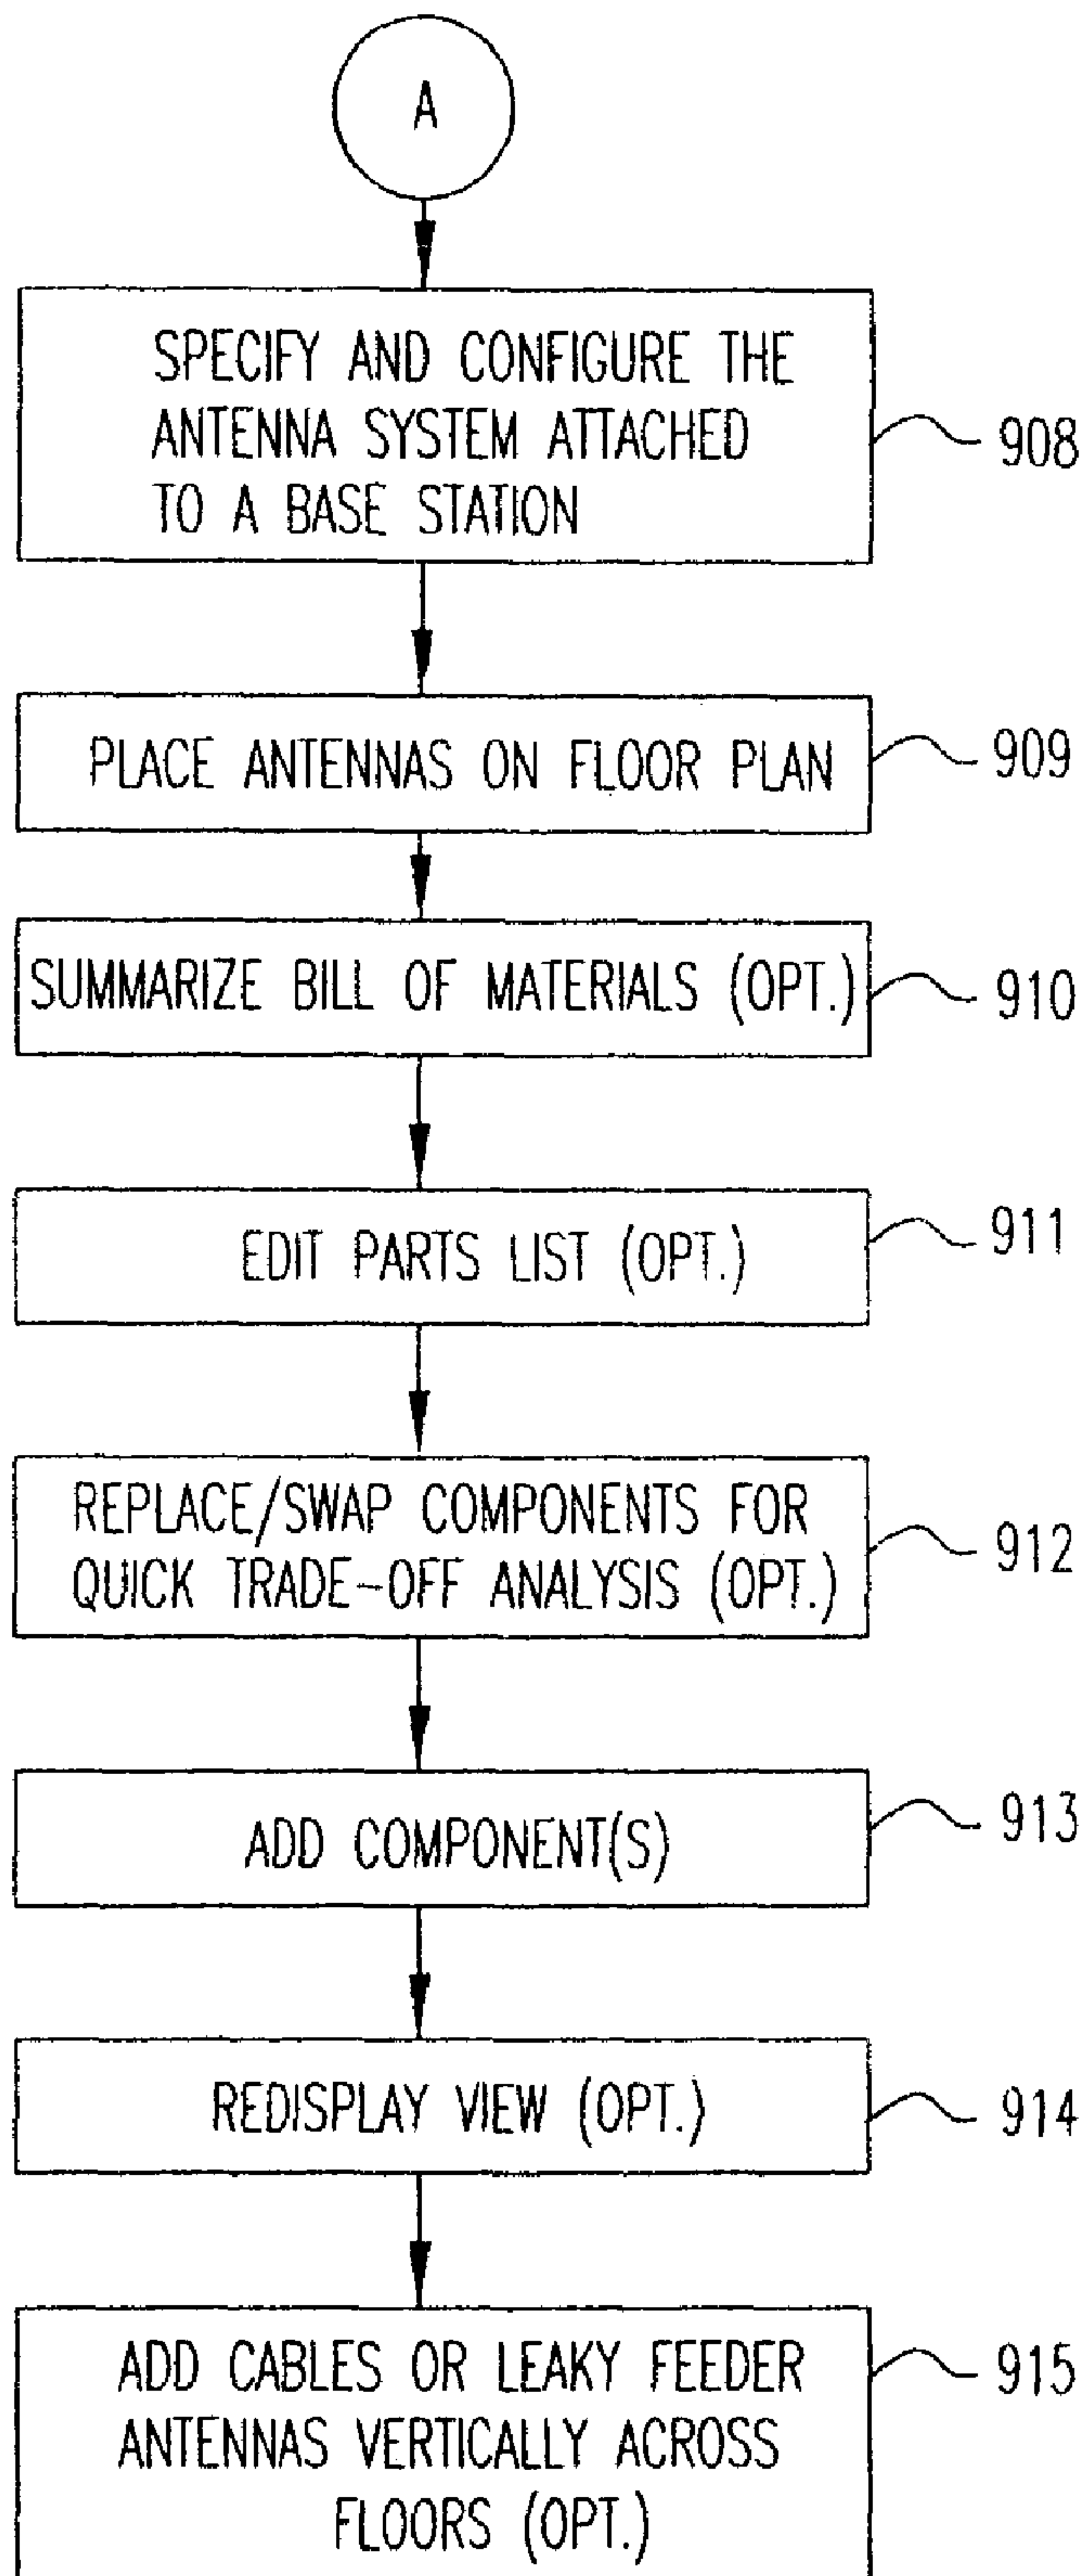 A
SPECIFY AND CONFIGURE THE
ANTENNA SYSTEM ATTACHED
TO A BASE STATION
908
PLACE ANTENNAS ON FLOOR PLAN
909
SUMMARIZE BILL OF MATERIALS (OPT.)
910
EDIT PARTS LIST (OPT.)
911
REPLACE/SWAP COMPONENTS FOR
QUICK TRADE-OFF ANALYSIS (OPT.)
912
ADD COMPONENT(S)
913
REDISPLAY VIEW (OPT.)
914
ADD CABLES OR LEAKY FEEDER
ANTENNAS VERTICALLY ACROSS
FLOORS (OPT.)
915